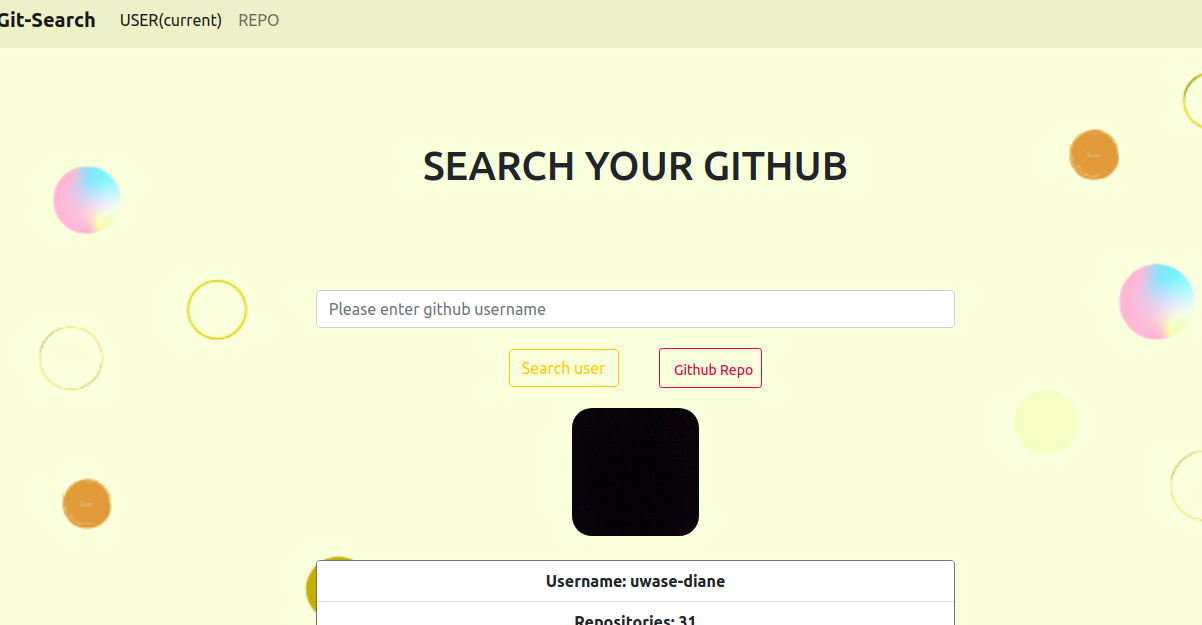 Git-Search USER(current) REPO
SEARCH YOUR GITHUB
Please enter github username
Search user Github Repo
Username: uwase-diane
Repositories: 31